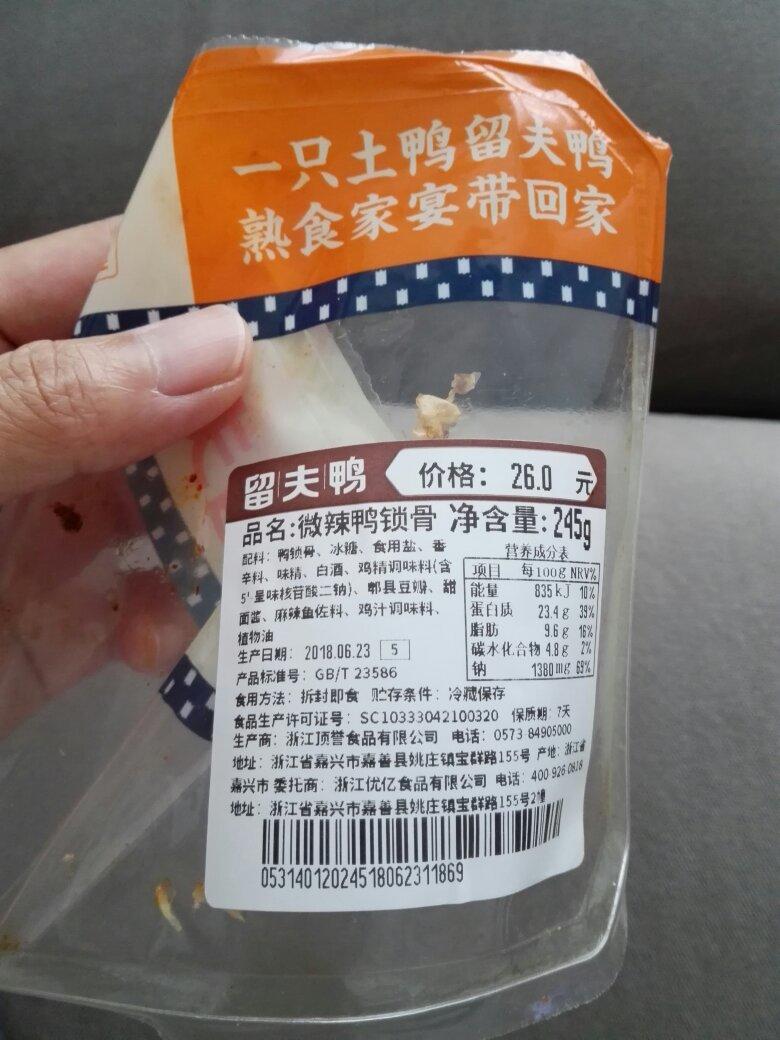 一只土鸭留夫鸭
熟食家宴带回家
留夫鸭 价格: 26.0 元
品名:微辣鸭锁骨 净含量:245g
配料: 鸭锁骨、冰糖、食用盐、香
辛料、味精、白酒、鸡精调味料(含
5'呈味核苷酸二钠)、郫县豆瓣、甜
面酱、麻辣鱼佐料、鸡汁调味料、
植物油
营养成分表
项目 每100g NRV%
能量 835kJ 10%
蛋白质 23.4g 39%
脂肪 9.6g 16%
碳水化合物 4.8g 2%
钠 1380mg 69%
生产日期: 2018.06.23 5
产品标准号: GB/T 23586
食用方法: 拆封即食 贮存条件: 冷藏保存
食品生产许可证号: SC10333042100320 保质期: 7天
生产商: 浙江顶誉食品有限公司 电话: 0573 84905000
地址: 浙江省嘉兴市嘉善县姚庄镇宝群路155号 产地: 浙江省
嘉兴市 委托商: 浙江优亿食品有限公司 电话: 400 926 0818
地址: 浙江省嘉兴市嘉善县姚庄镇宝群路155号2幢
05314012024518062311869